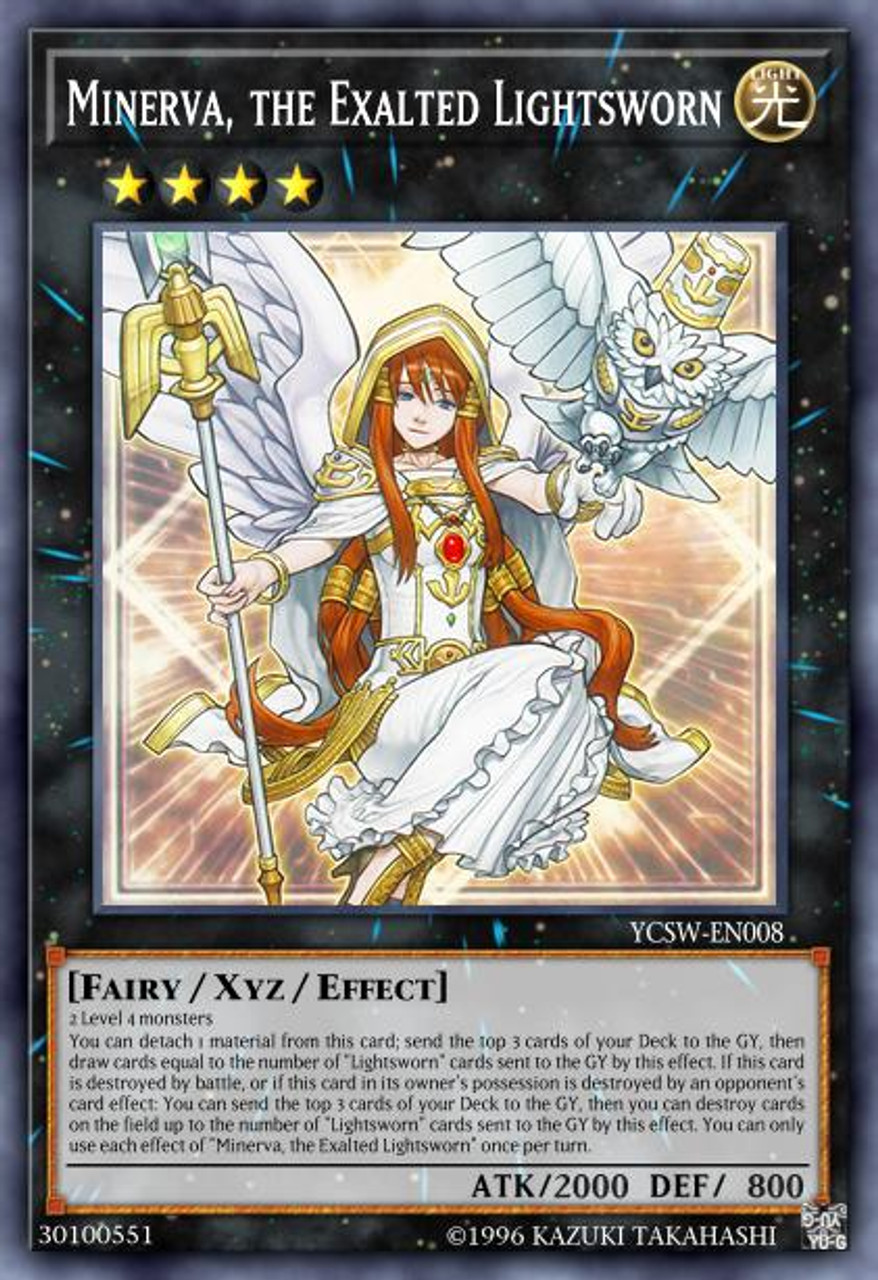 Minerva, the Exalted Lightsworn
LIGHT
光
YCSW-EN008
[Fairy / Xyz / Effect]
2 Level 4 monsters
You can detach 1 material from this card; send the top 3 cards of your Deck to the GY, then
draw cards equal to the number of "Lightsworn" cards sent to the GY by this effect. If this card
is destroyed by battle, or if this card in its owner's possession is destroyed by an opponent's
card effect: You can send the top 3 cards of your Deck to the GY, then you can destroy cards
on the field up to the number of "Lightsworn" cards sent to the GY by this effect. You can only
use each effect of "Minerva, the Exalted Lightsworn" once per turn.
ATK/2000 DEF/ 800
30100551
©1996 KAZUKI TAKAHASHI